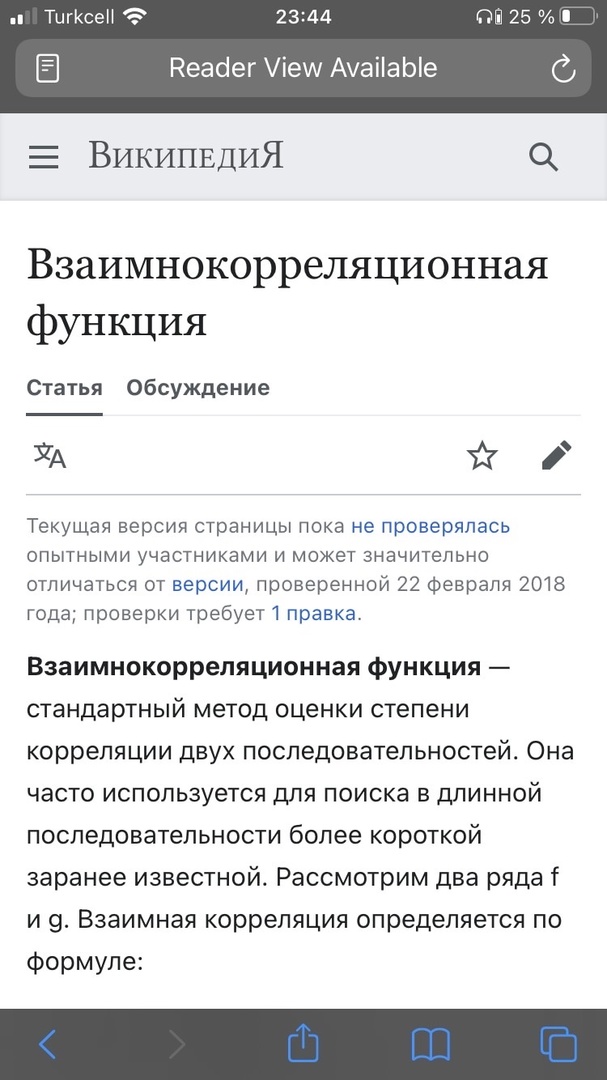 Turkcell 23:44 25 %
Reader View Available
ВИКИПЕДИЯ
Взаимнокорреляционная
функция
Статья Обсуждение
文A
Текущая версия страницы пока не проверялась
опытными участниками и может значительно
отличаться от версии, проверенной 22 февраля 2018
года; проверки требует 1 правка.
Взаимнокорреляционная функция —
стандартный метод оценки степени
корреляции двух последовательностей. Она
часто используется для поиска в длинной
последовательности более короткой
заранее известной. Рассмотрим два ряда f
и g. Взаимная корреляция определяется по
формуле: